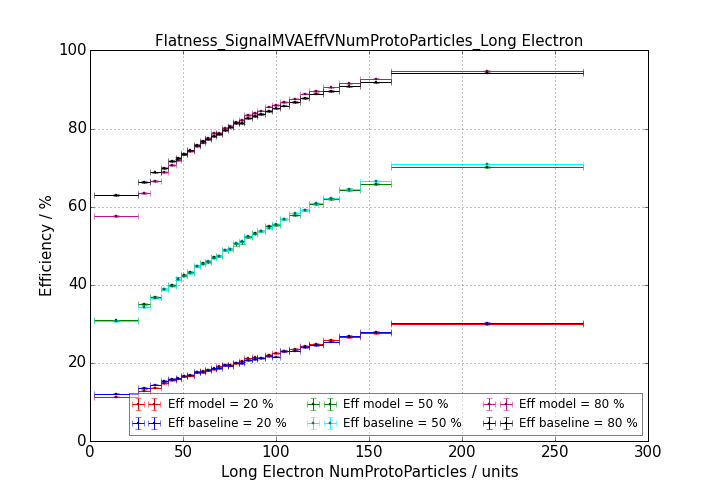 Flatness_SignalMVAEffVNumProtoParticles_Long Electron
100
80
60
40
20
0
Efficiency / %
0 50 100 150 200 250 300
Long Electron NumProtoParticles / units
Eff model = 20 % Eff model = 50 % Eff model = 80 %
Eff baseline = 20 % Eff baseline = 50 % Eff baseline = 80 %